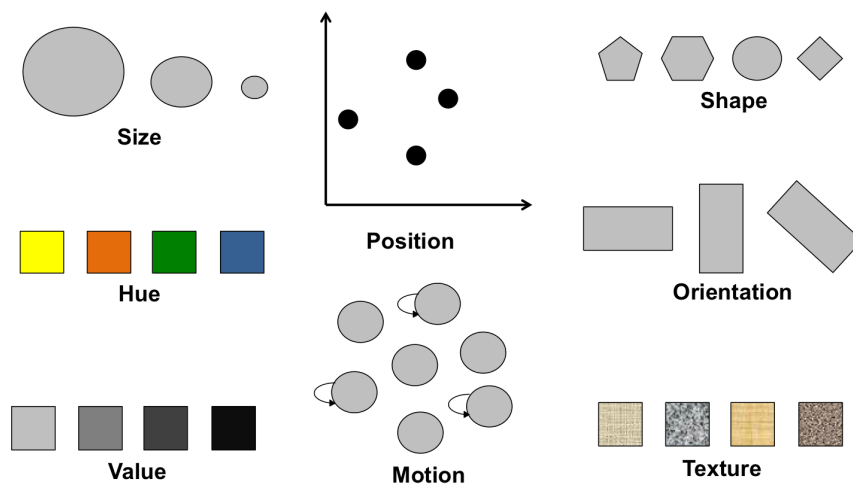 Size
Position
Shape
Hue
Orientation
Value
Motion
Texture